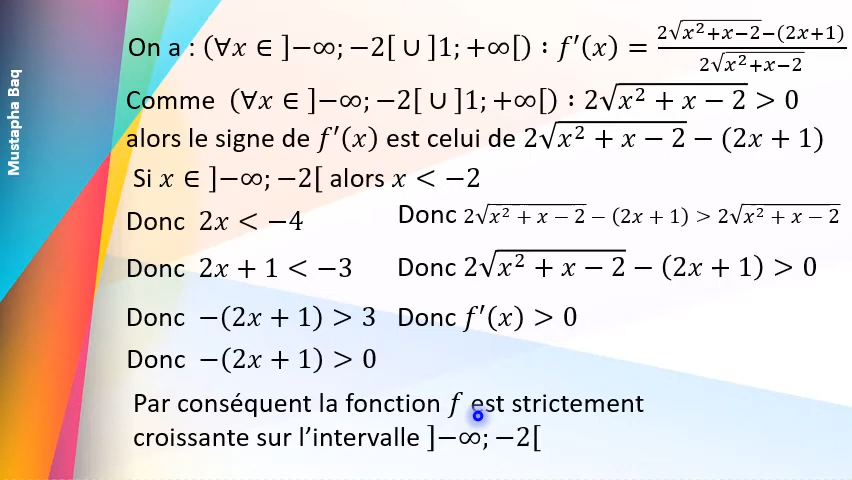 Mustapha Baq
On a : (∀x ∈ ]−∞; −2[ ∪ ]1; +∞[) : f′(x) = (2√(x²+x−2)−(2x+1))/(2√(x²+x−2))
Comme (∀x ∈ ]−∞; −2[ ∪ ]1; +∞[) : 2√(x² + x − 2) > 0
alors le signe de f′(x) est celui de 2√(x² + x − 2) − (2x + 1)
Si x ∈ ]−∞; −2[ alors x < −2
Donc 2x < −4
Donc 2x + 1 < −3
Donc −(2x + 1) > 3
Donc −(2x + 1) > 0
Donc 2√(x² + x − 2) − (2x + 1) > 2√(x² + x − 2)
Donc 2√(x² + x − 2) − (2x + 1) > 0
Donc f′(x) > 0
Par conséquent la fonction f est strictement
croissante sur l’intervalle ]−∞; −2[